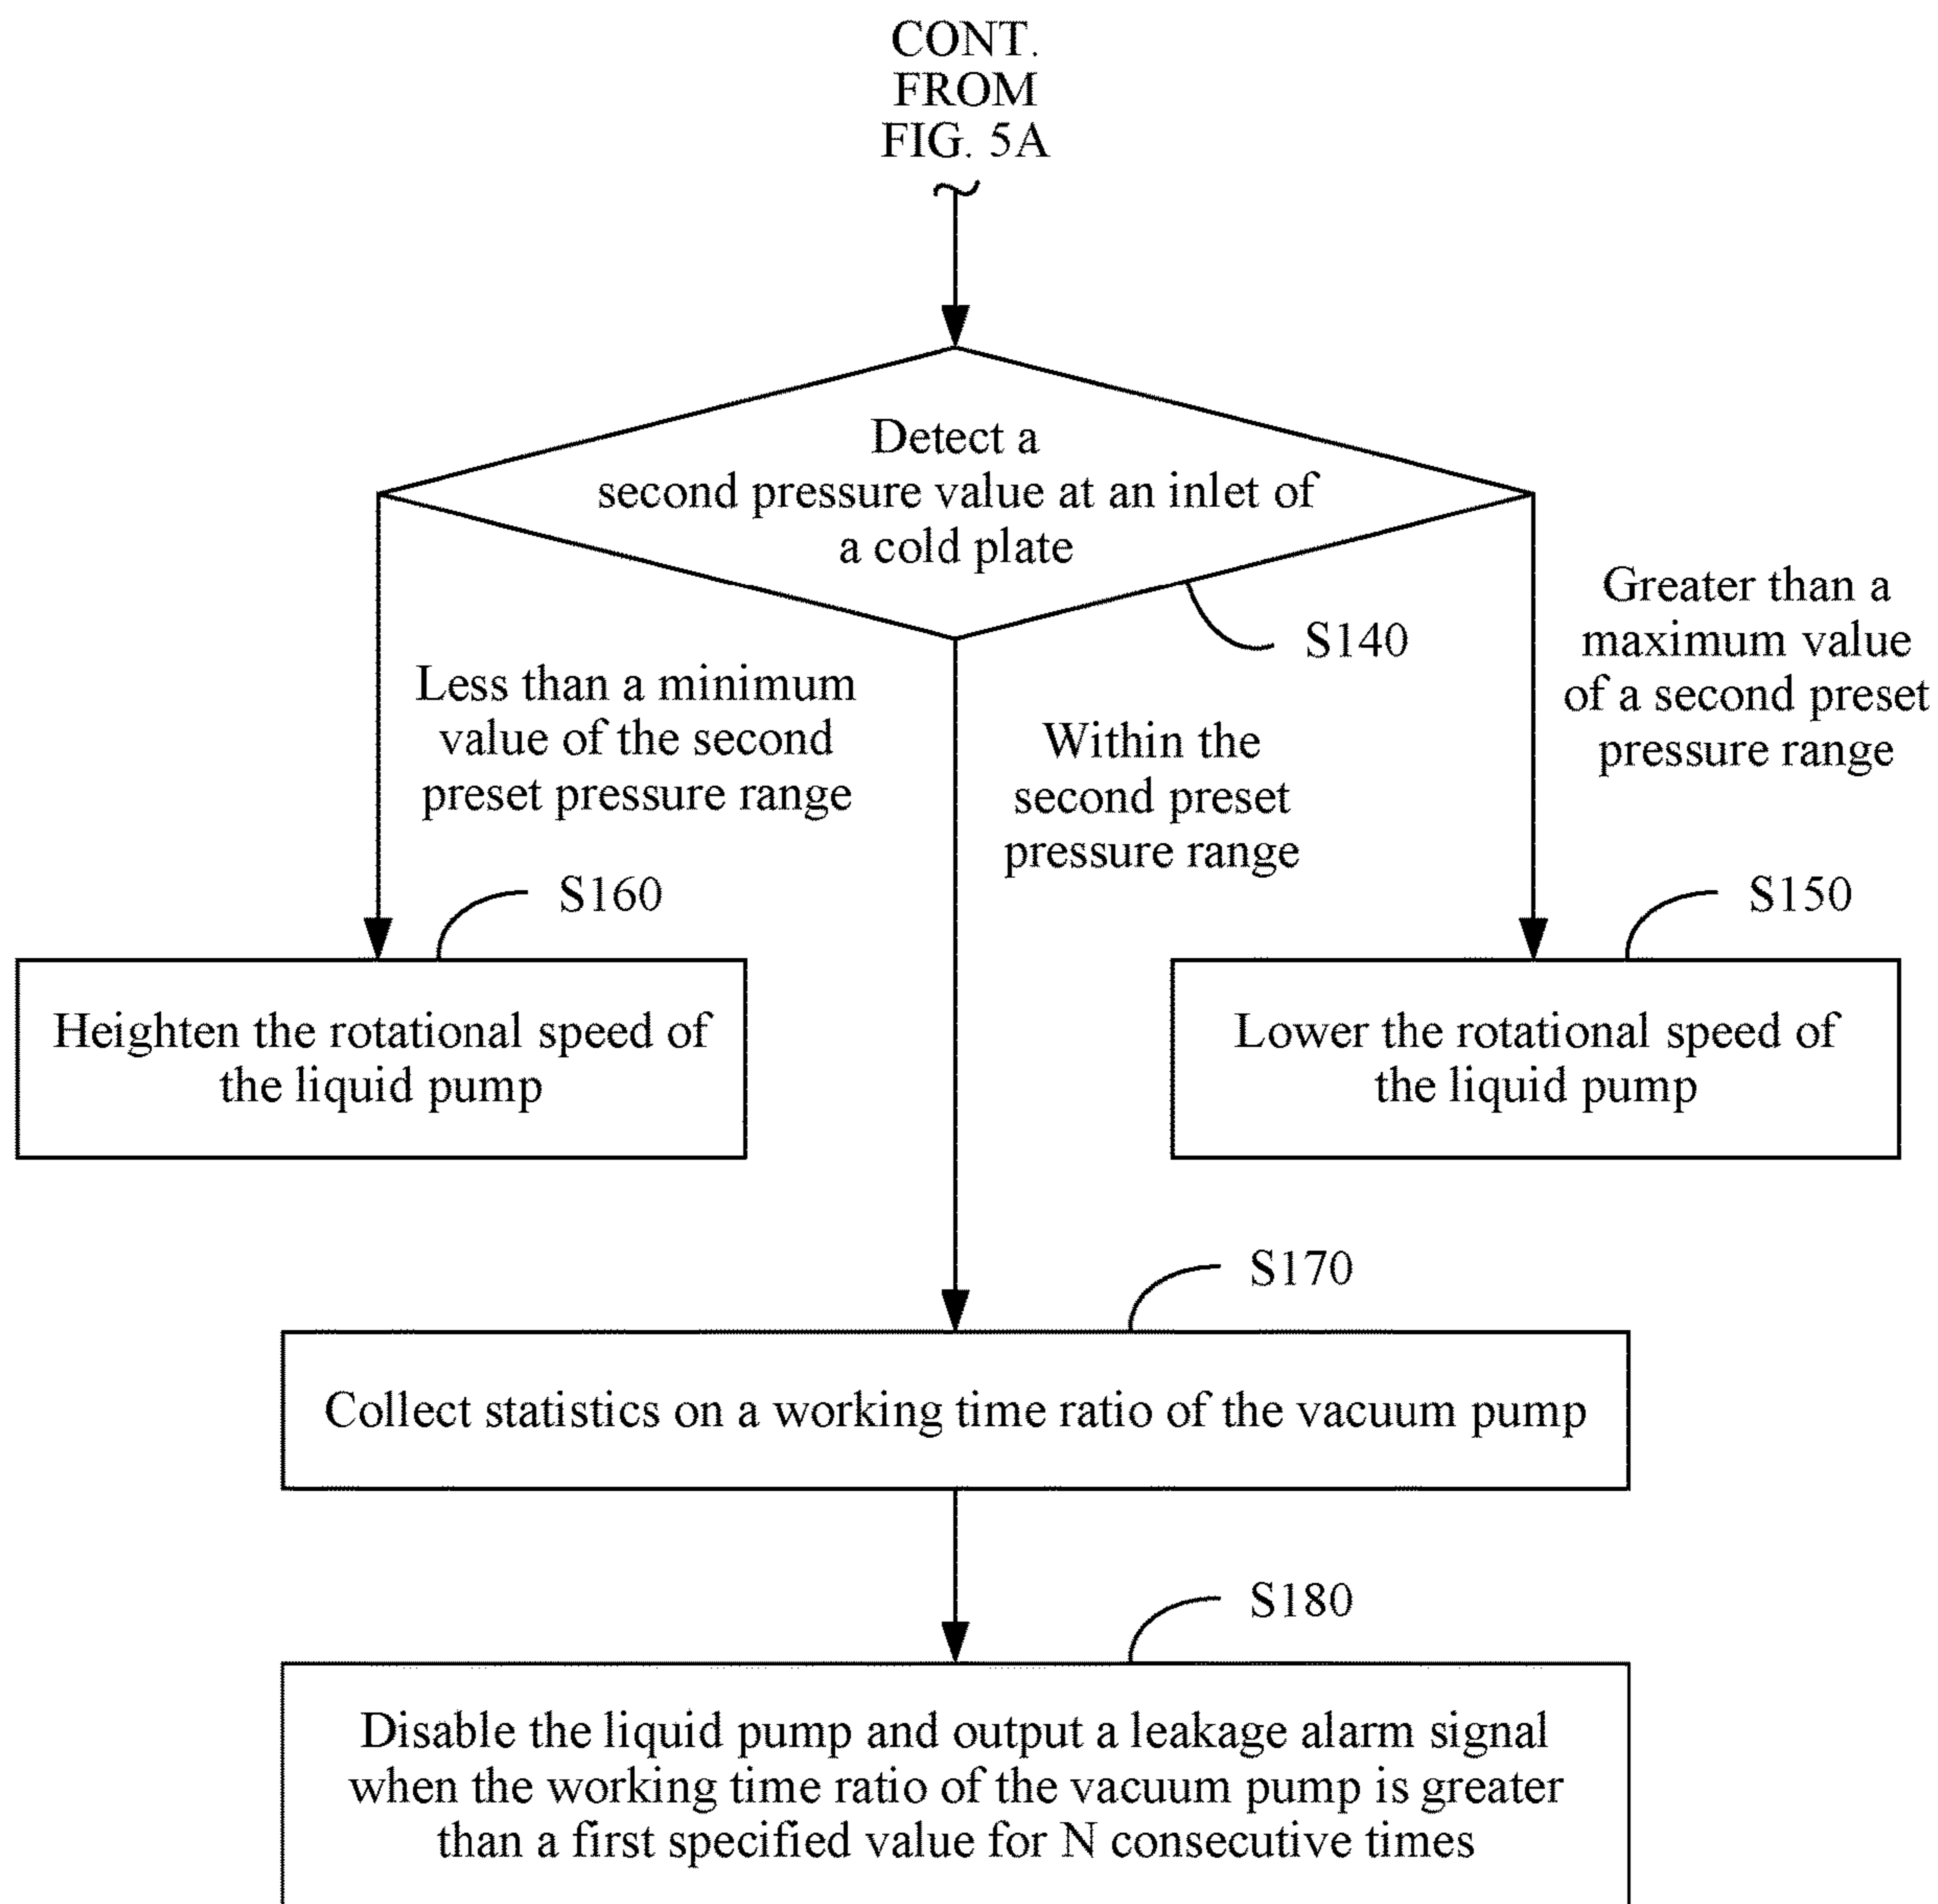 CONT.
FROM
FIG. 5A
Detect a
second pressure value at an inlet of
a cold plate
S140
Less than a minimum
value of the second
preset pressure range
Within the
second preset
pressure range
Greater than a
maximum value
of a second preset
pressure range
S160
Heighten the rotational speed of
the liquid pump
S150
Lower the rotational speed of
the liquid pump
S170
Collect statistics on a working time ratio of the vacuum pump
S180
Disable the liquid pump and output a leakage alarm signal
when the working time ratio of the vacuum pump is greater
than a first specified value for N consecutive times